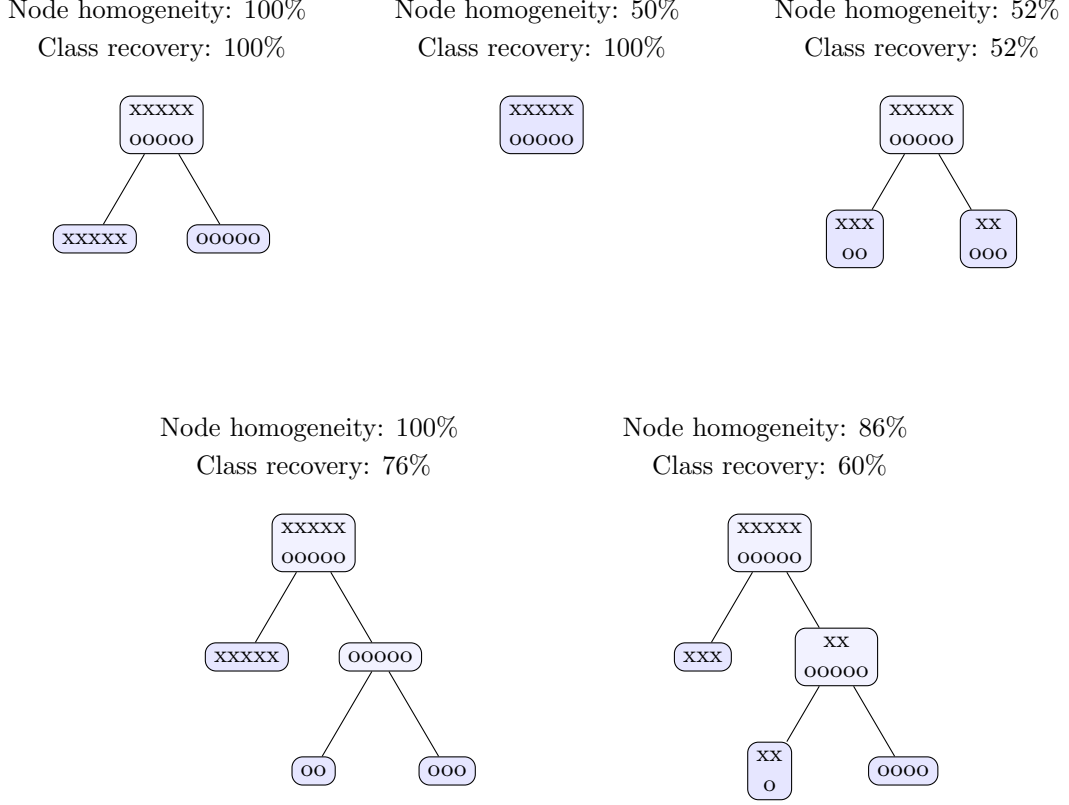 Node homogeneity: 100%
Class recovery: 100%
xxxxx
ooooo
xxxxx
ooooo
Node homogeneity: 50%
Class recovery: 100%
xxxxx
ooooo
Node homogeneity: 52%
Class recovery: 52%
xxxxx
ooooo
xxx
oo
xx
ooo
Node homogeneity: 100%
Class recovery: 76%
xxxxx
ooooo
xxxxx
ooooo
oo
ooo
Node homogeneity: 86%
Class recovery: 60%
xxxxx
ooooo
xxx
xx
ooooo
xx
o
oooo